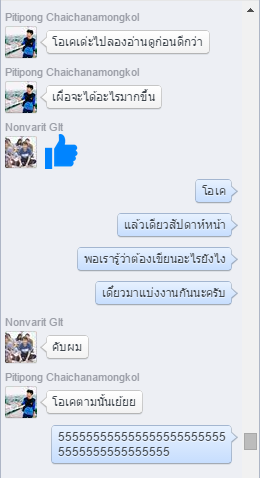 Pitipong Chaichanamongkol
โอเคเด่ะไปลองอ่านดูก่อนดีกว่า
Pitipong Chaichanamongkol
เผื่อจะได้อะไรมากขึ้น
Nonvarit Glt
โอเค
แล้วเดียวสัปดาห์หน้า
พอเรารู้ว่าต้องเขียนอะไรยังไง
เดี๋ยวมาแบ่งงานกันนะครับ
Nonvarit Glt
คับผม
Pitipong Chaichanamongkol
โอเคตามนั้นเย้ยย
5555555555555555555555555
55555555555555555